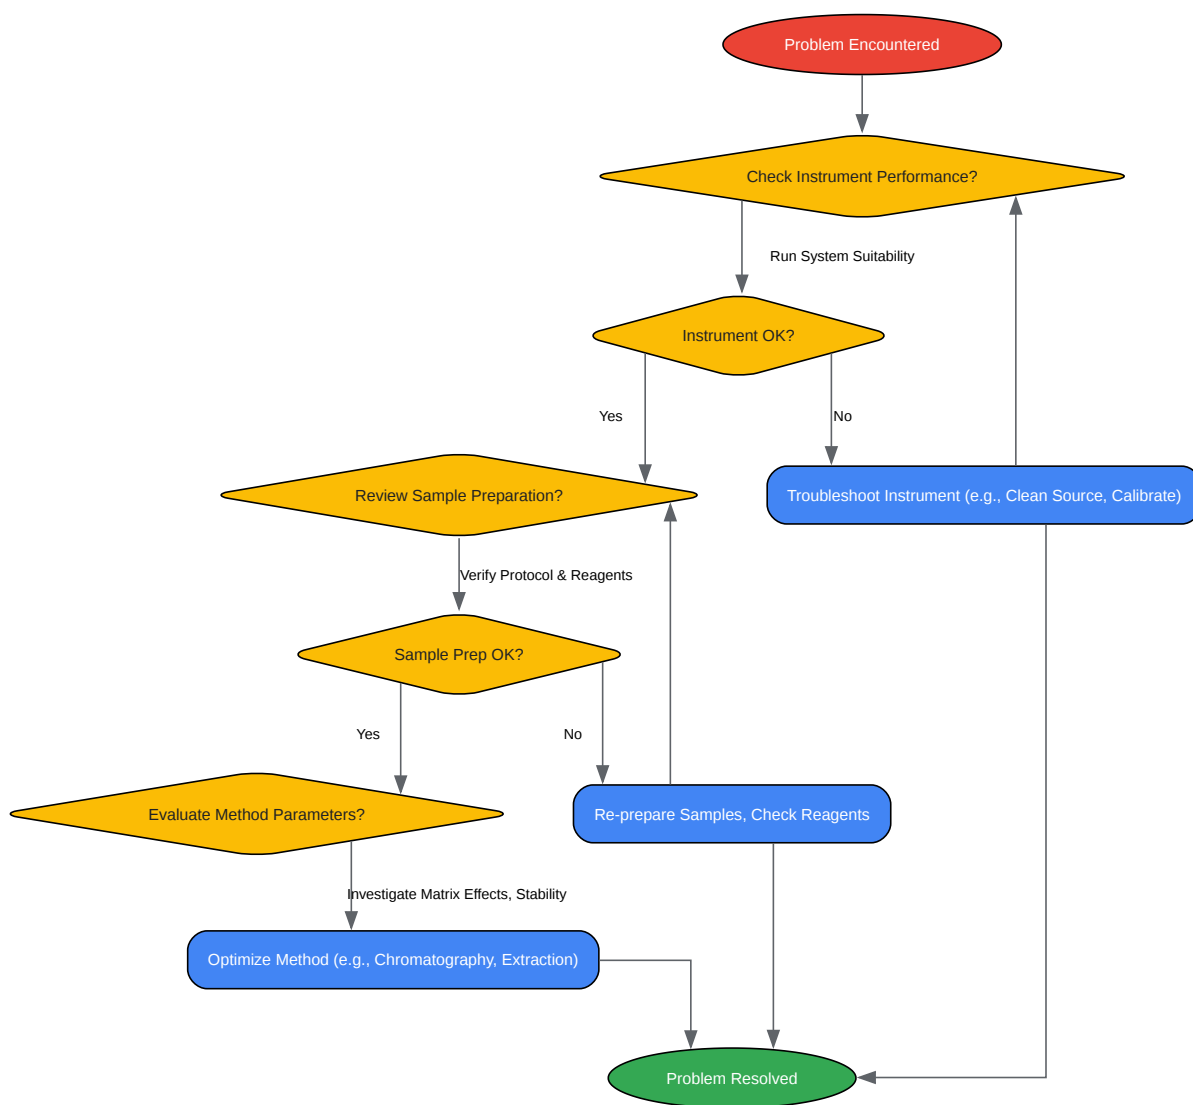 Problem Encountered
Check Instrument Performance?
Run System Suitability
Instrument OK?
Yes
No
Review Sample Preparation?
Troubleshoot Instrument (e.g., Clean Source, Calibrate)
Verify Protocol & Reagents
Sample Prep OK?
Yes
No
Evaluate Method Parameters?
Re-prepare Samples, Check Reagents
Investigate Matrix Effects, Stability
Optimize Method (e.g., Chromatography, Extraction)
Problem Resolved